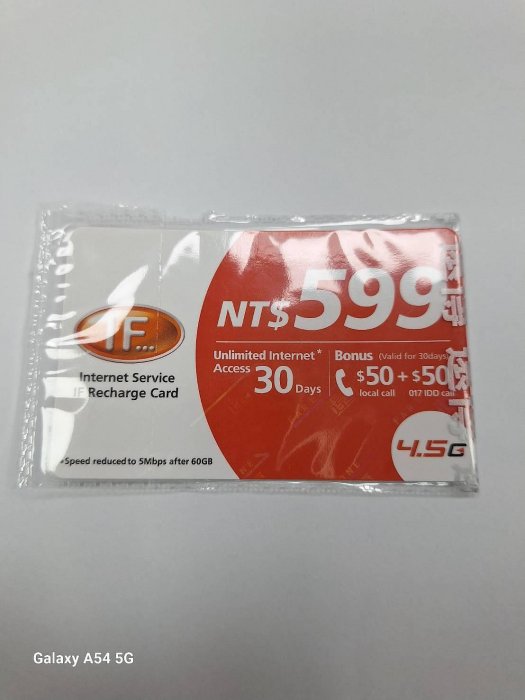 NT$599
IF...
Unlimited Internet*
Access 30 Days
Bonus (Valid for 30days)
$50 + $50
local call 017 IDD call
Internet Service
IF Recharge Card
4.5G
*Speed reduced to 5Mbps after 60GB
Galaxy A54 5G